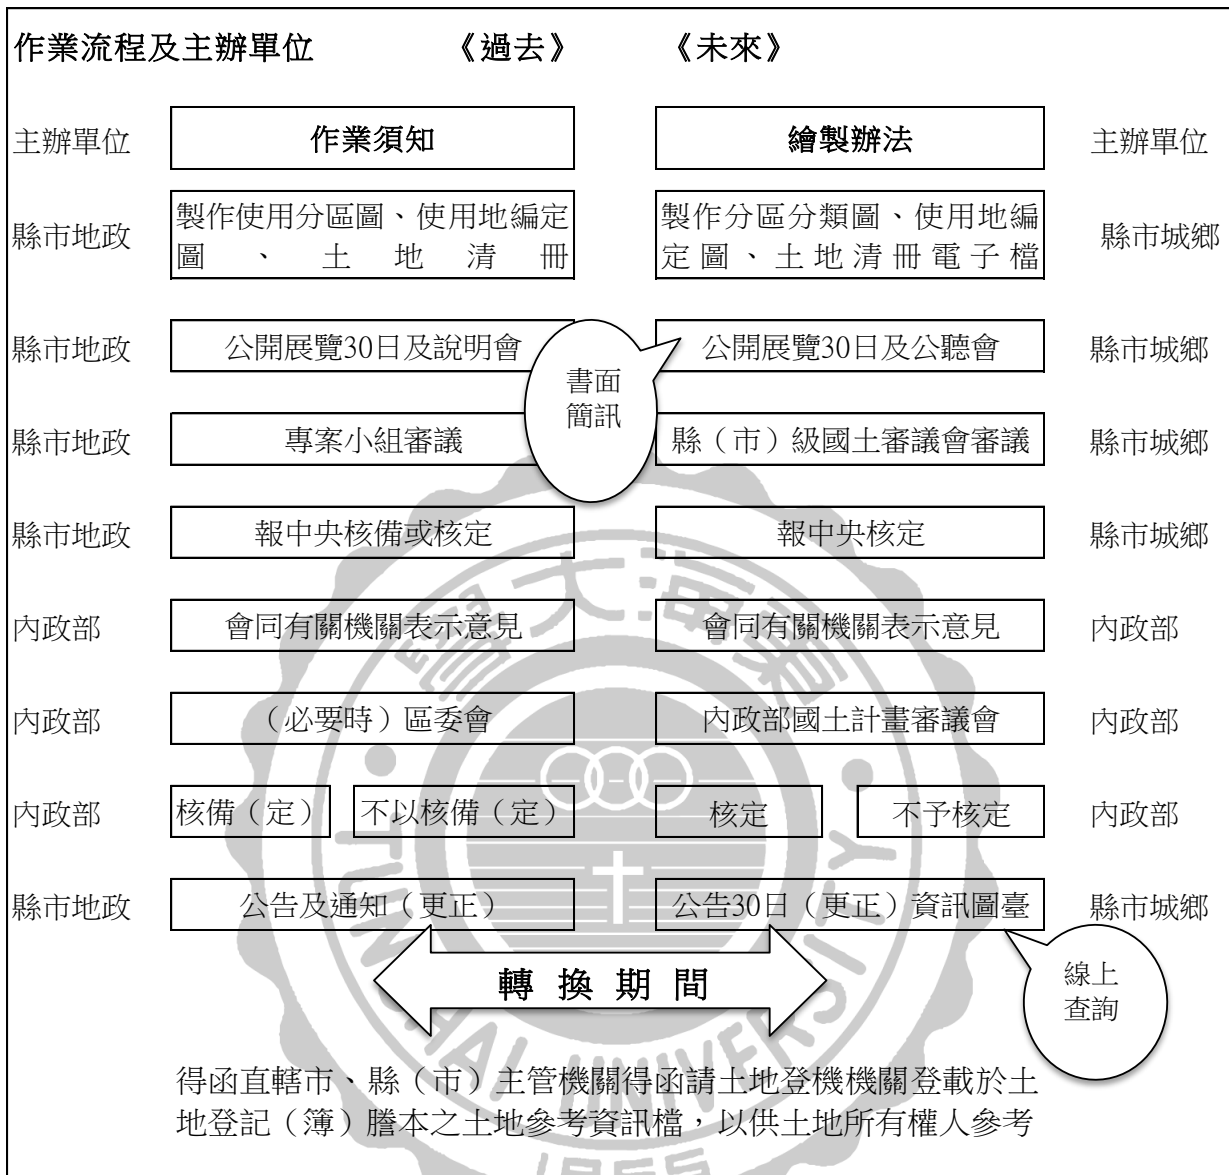 作業流程及主辦單位 《過去》 《未來》
主辦單位 作業須知 繪製辦法 主辦單位
縣市地政 製作使用分區圖、使用地編定 製作分區分類圖、使用地編 縣市城鄉
圖、土地清冊 定圖、土地清冊電子檔
縣市地政 公開展覽30日及說明會 公開展覽30日及公聽會 縣市城鄉
書面
簡訊
縣市地政 專案小組審議 縣（市）級國土審議會審議 縣市城鄉
縣市地政 報中央核備或核定 報中央核定 縣市城鄉
內政部 會同有關機關表示意見 會同有關機關表示意見 內政部
內政部 （必要時）區委會 內政部國土計畫審議會 內政部
內政部 核備（定） 不以核備（定） 核定 不予核定 內政部
縣市地政 公告及通知（更正） 公告30日（更正）資訊圖臺 縣市城鄉
線上
查詢
轉換期間
得函直轄市、縣（市）主管機關得函請土地登機機關登載於土
地登記（簿）謄本之土地參考資訊檔，以供土地所有權人參考
東海大學
TUNGHAI UNIVERSITY
1955